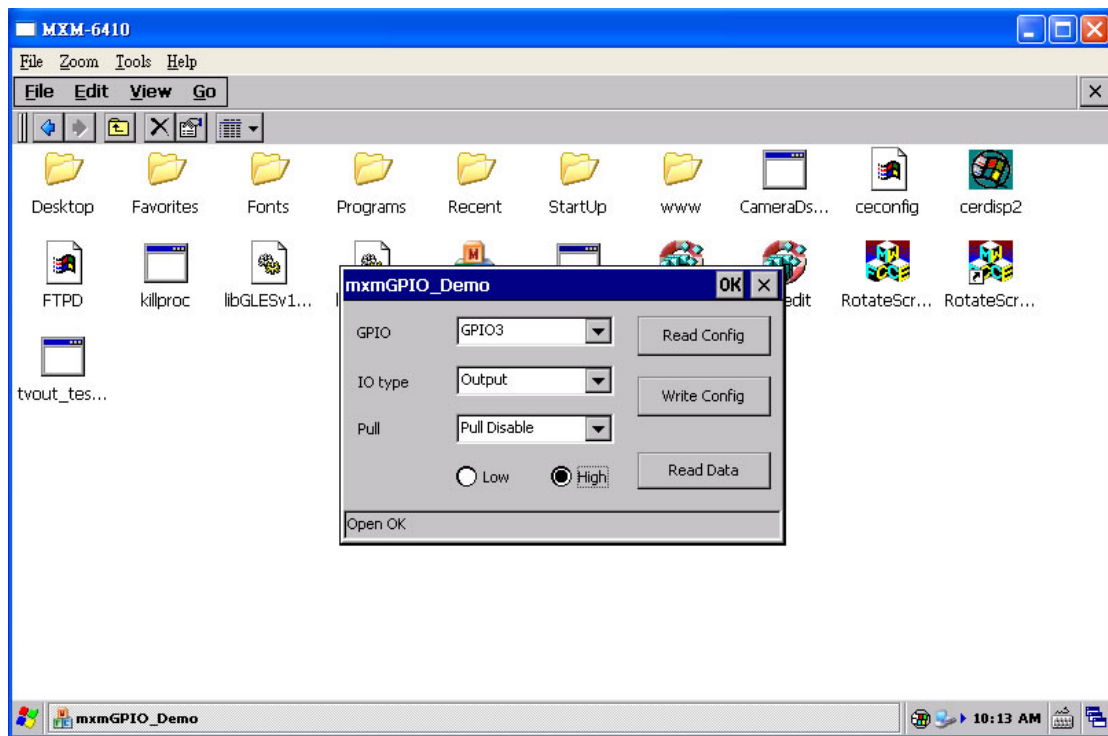 MXM-6410
File Zoom Tools Help
File Edit View Go
Desktop Favorites Fonts Programs Recent StartUp www CameraDs... ceconfig cerdisp2
FTPD killproc libGLESv1... edit RotateScr... RotateScr...
tvout_tes...
mxmGPIO_Demo OK
GPIO GPIO3 Read Config
IO type Output Write Config
Pull Pull Disable
Low High Read Data
Open OK
mxmGPIO_Demo 10:13 AM